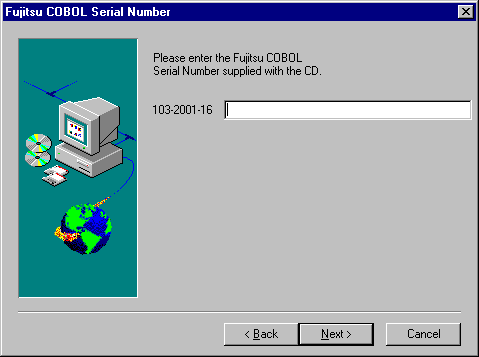 Fujitsu COBOL Serial Number
Please enter the Fujitsu COBOL
Serial Number supplied with the CD.
103-2001-16
< Back
Next >
Cancel